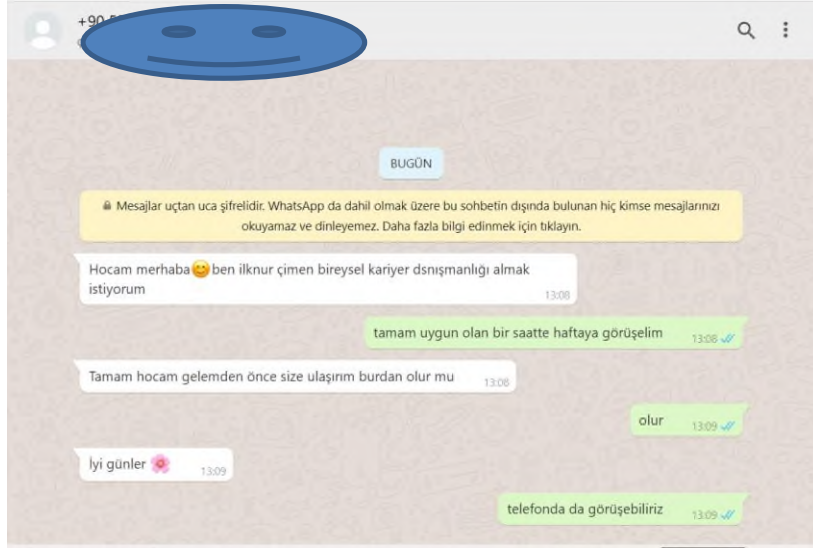 +90
BUGÜN
Mesajlar uçtan uca şifrelidir. WhatsApp da dahil olmak üzere bu sohbetin dışında bulunan hiç kimse mesajlarınızı
okuyamaz ve dinleyemez. Daha fazla bilgi edinmek için tıklayın.
Hocam merhaba😊ben ilknur çimen bireysel kariyer dsnışmanlığı almak
istiyorum
13:08
tamam uygun olan bir saatte haftaya görüşelim 13:08
Tamam hocam gelemden önce size ulaşırım burdan olur mu 13:08
olur 13:09
İyi günler 🌸 13:09
telefonda da görüşebiliriz 13:09